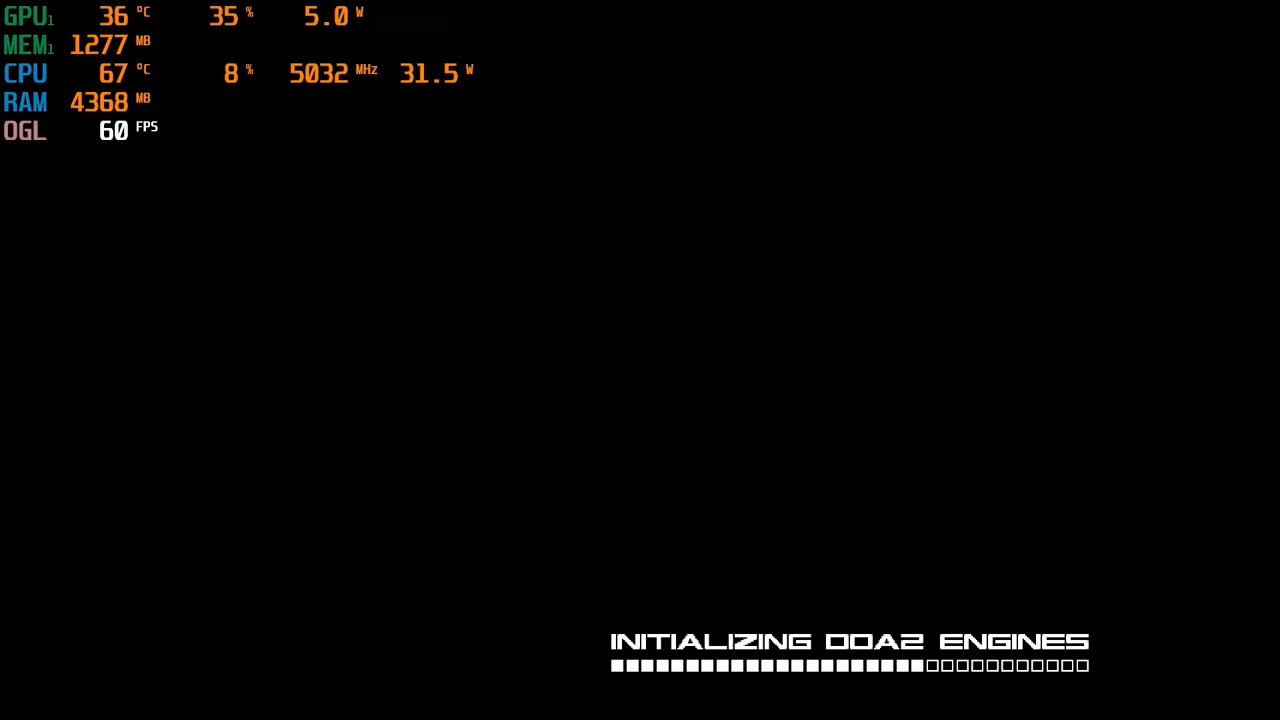 GPU1 36 °C 35 % 5.0 W
MEM1 1277 MB
CPU 67 °C 8 % 5032 MHz 31.5 W
RAM 4368 MB
OGL 60 FPS
INITIALIZING DOA2 ENGINES